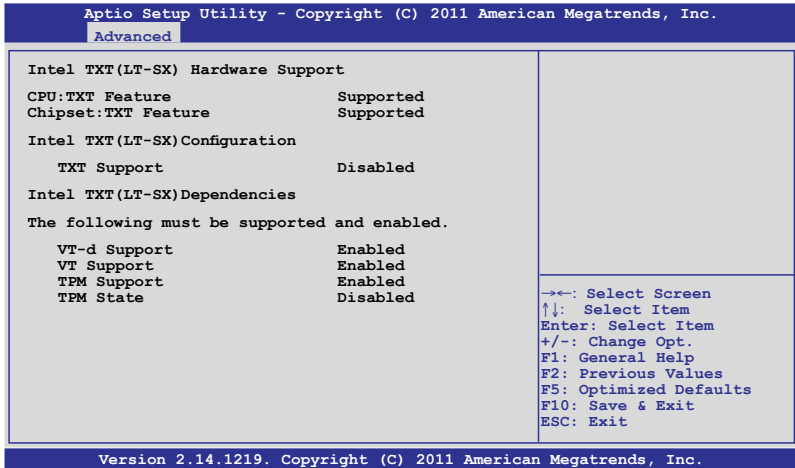 Aptio Setup Utility - Copyright (C) 2011 American Megatrends, Inc.
Advanced
Intel TXT(LT-SX) Hardware Support
CPU:TXT Feature Supported
Chipset:TXT Feature Supported
Intel TXT(LT-SX)Configuration
TXT Support Disabled
Intel TXT(LT-SX)Dependencies
The following must be supported and enabled.
VT-d Support Enabled
VT Support Enabled
TPM Support Enabled
TPM State Disabled
→←: Select Screen
↑↓: Select Item
Enter: Select Item
+/-: Change Opt.
F1: General Help
F2: Previous Values
F5: Optimized Defaults
F10: Save & Exit
ESC: Exit
Version 2.14.1219. Copyright (C) 2011 American Megatrends, Inc.